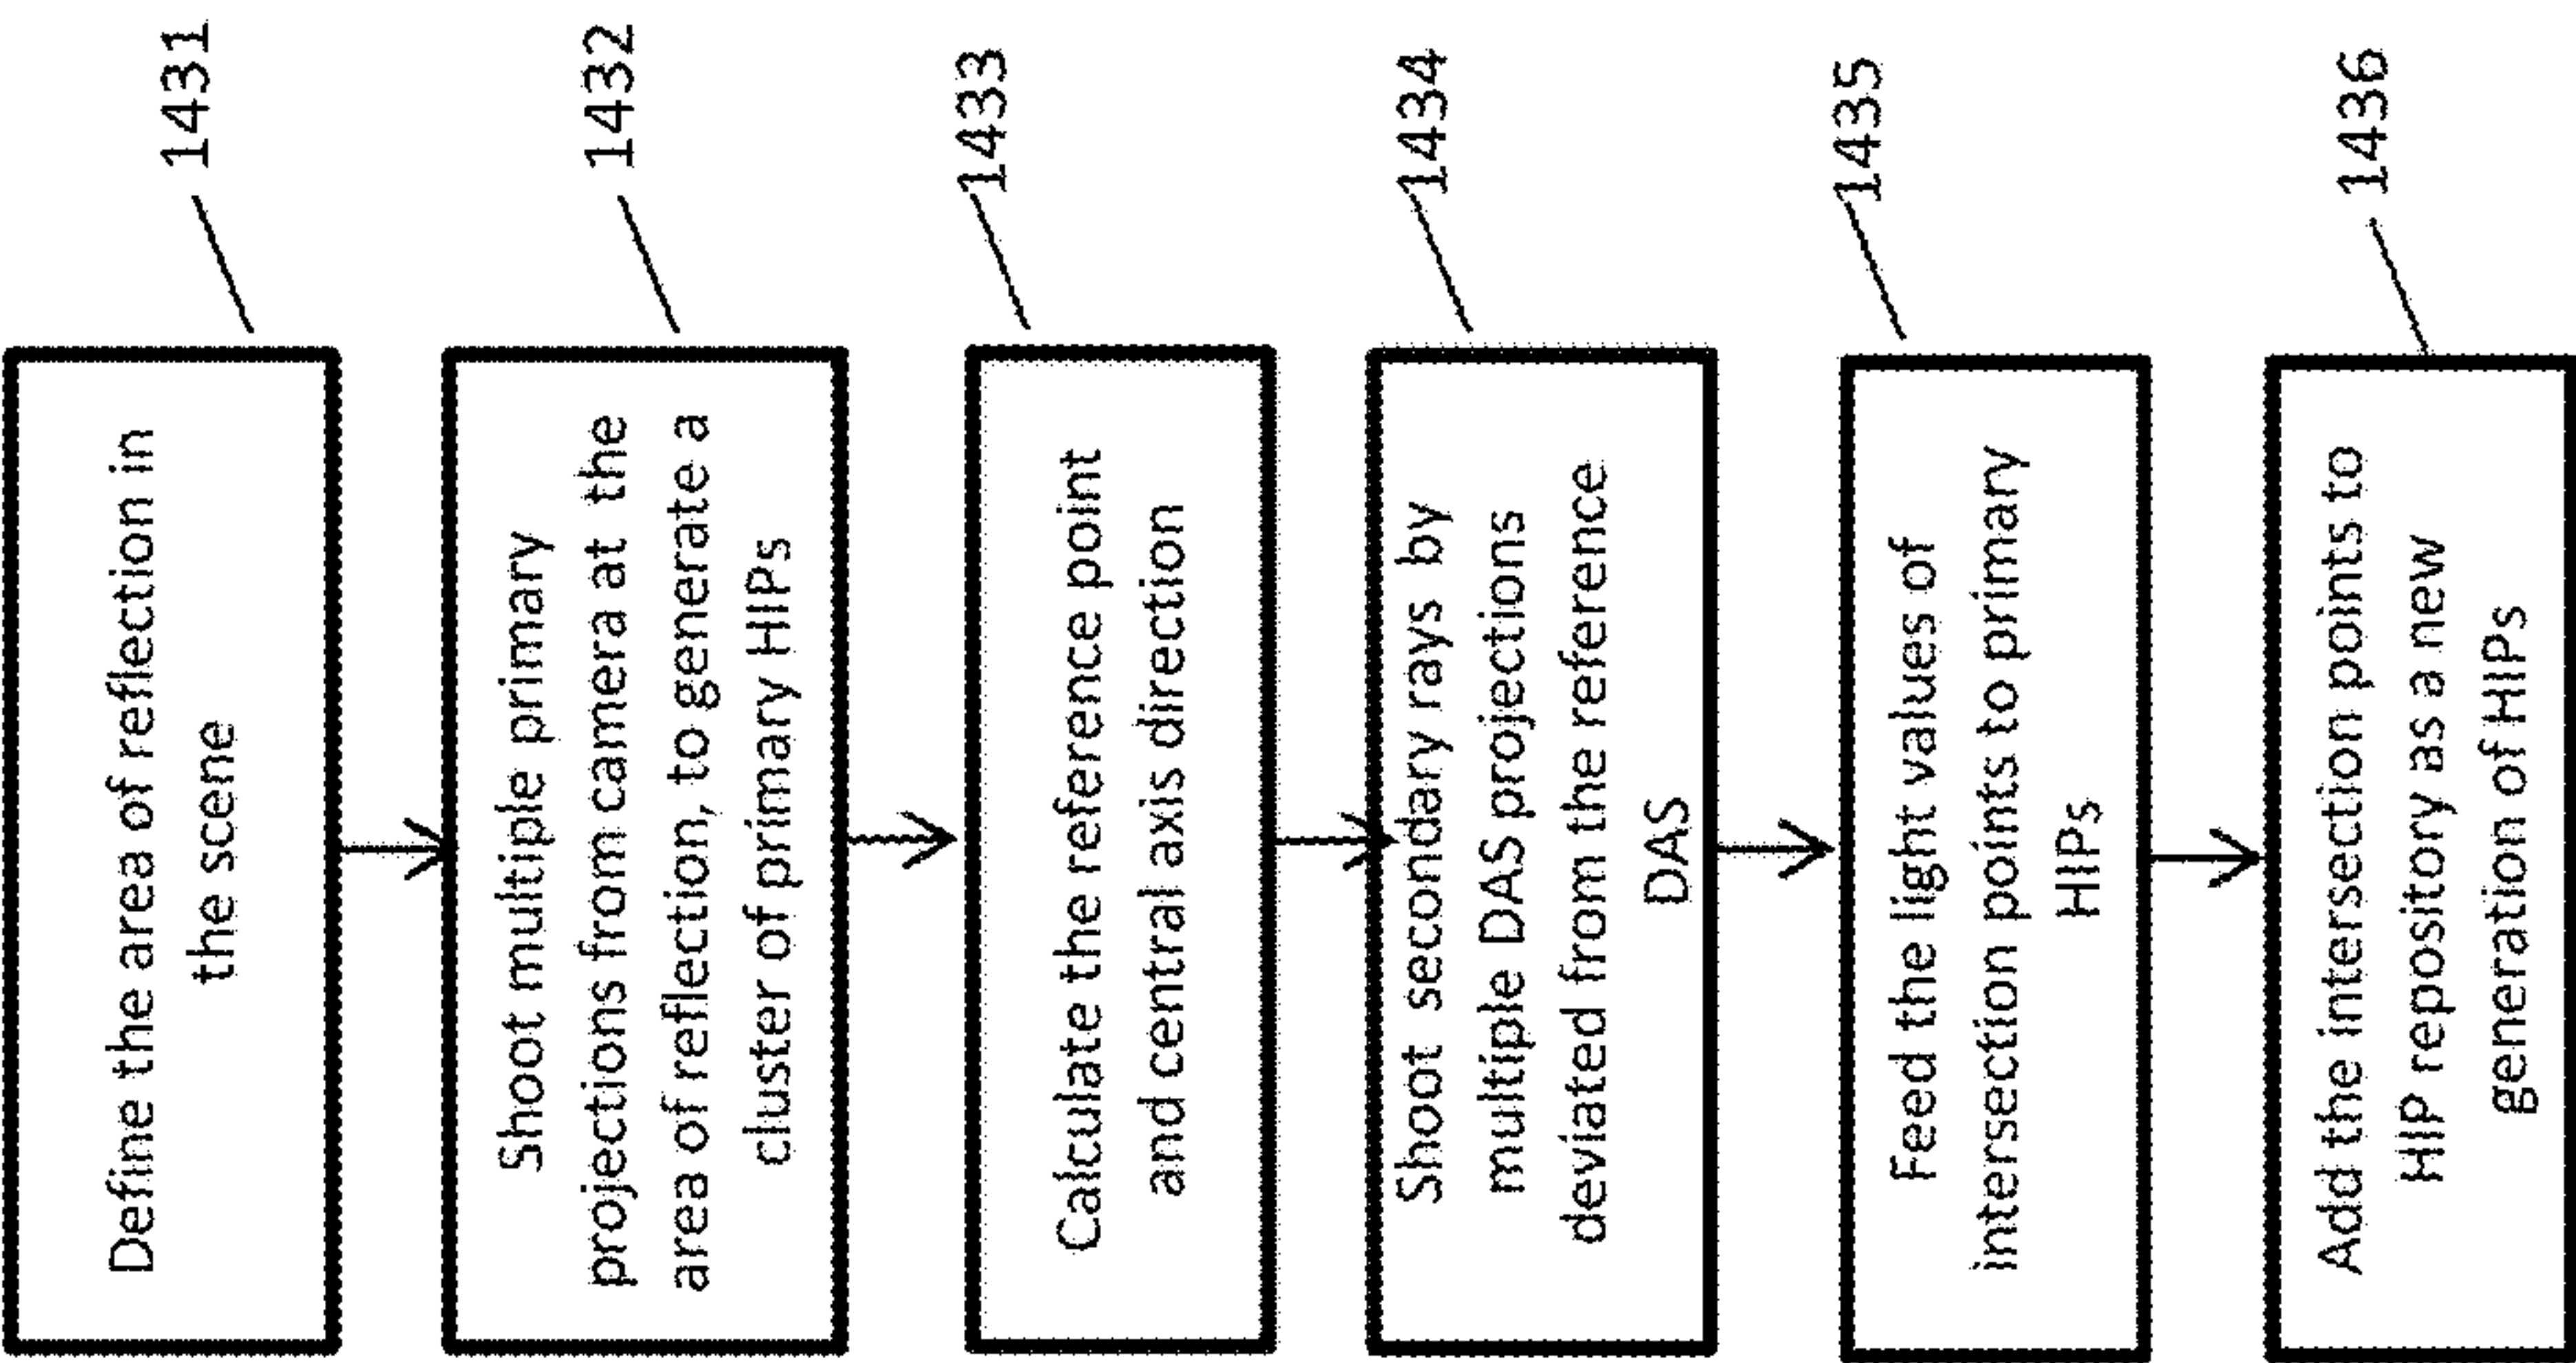 Define the area of reflection in
the scene
1431
Shoot multiple primary
projections from camera at the
area of reflection, to generate a
cluster of primary HIPs
1432
Calculate the reference point
and central axis direction
1433
Shoot secondary rays by
multiple DAS projections
deviated from the reference
DAS
1434
Feed the light values of
intersection points to primary
HIPs
1435
Add the intersection points to
HIP repository as a new
generation of HIPs
1436